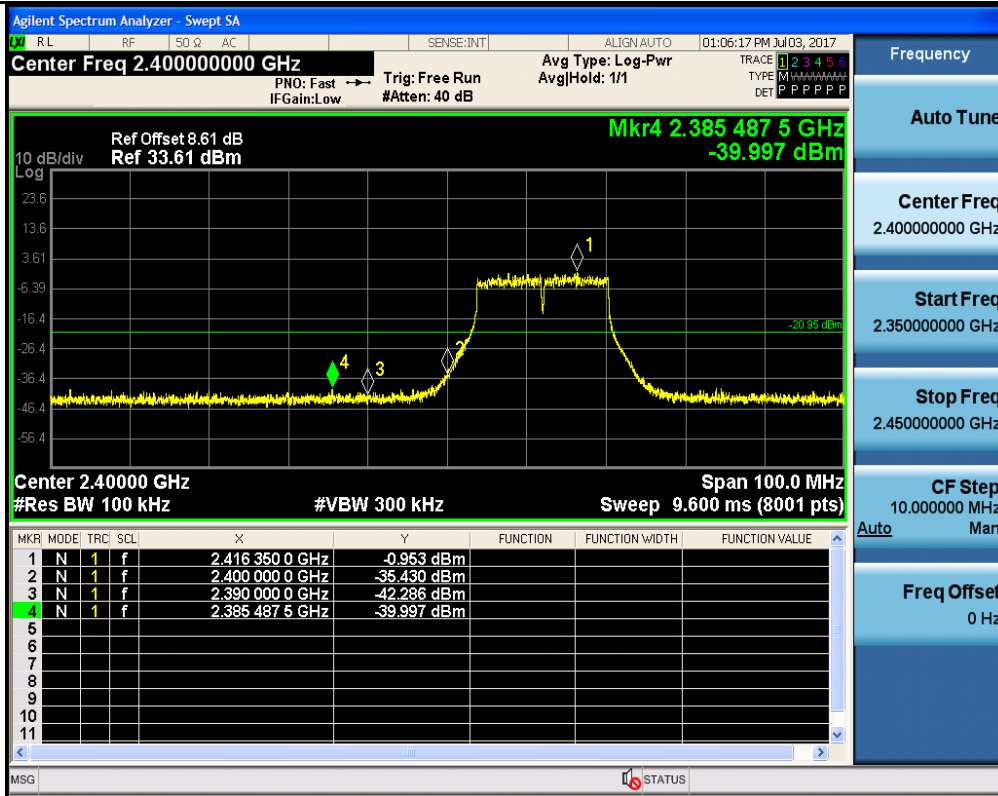 Agilent Spectrum Analyzer - Swept SA
LXI RL RF 50 Ω AC SENSE:INT ALIGN AUTO 01:06:17 PM Jul 03, 2017
Center Freq 2.400000000 GHz
PNO: Fast
IFGain:Low
Trig: Free Run
#Atten: 40 dB
Avg Type: Log-Pwr
Avg|Hold: 1/1
TRACE 1 2 3 4 5 6
TYPE M
DET P P P P P P
Frequency
Auto Tune
Center Freq
2.400000000 GHz
Start Freq
2.350000000 GHz
Stop Freq
2.450000000 GHz
CF Step
10.000000 MHz
Auto Man
Freq Offset
0 Hz
Mkr4 2.385 487 5 GHz
-39.997 dBm
Ref Offset 8.61 dB
10 dB/div Ref 33.61 dBm
Log
23.6
13.6
3.61
-6.39
-16.4
-26.4
-36.4
-46.4
-56.4
1
-20.95 dBm
2
4
3
Center 2.40000 GHz Span 100.0 MHz
#Res BW 100 kHz #VBW 300 kHz Sweep 9.600 ms (8001 pts)
MKR MODE TRC SCL X Y FUNCTION FUNCTION WIDTH FUNCTION VALUE
1 N 1 f 2.416 350 0 GHz -0.953 dBm
2 N 1 f 2.400 000 0 GHz -35.430 dBm
3 N 1 f 2.390 000 0 GHz -42.286 dBm
4 N 1 f 2.385 487 5 GHz -39.997 dBm
5
6
7
8
9
10
11
MSG STATUS